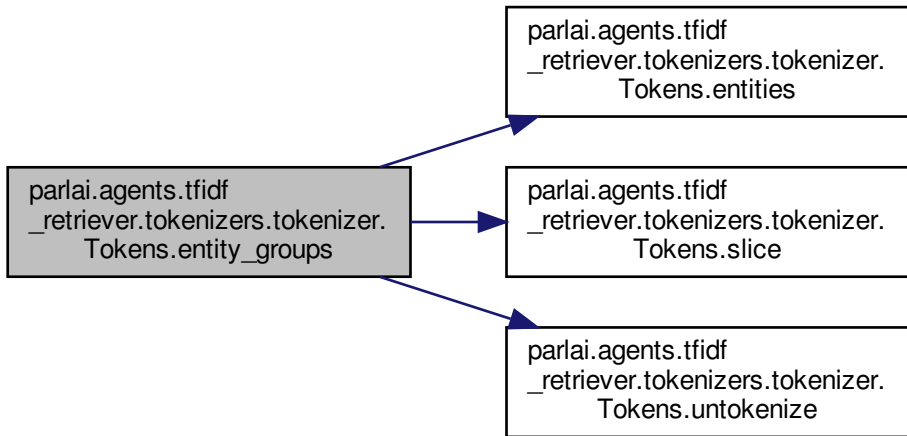 parlai.agents.tfidf
_retriever.tokenizers.tokenizer.
Tokens.entity_groups
parlai.agents.tfidf
_retriever.tokenizers.tokenizer.
Tokens.entities
parlai.agents.tfidf
_retriever.tokenizers.tokenizer.
Tokens.slice
parlai.agents.tfidf
_retriever.tokenizers.tokenizer.
Tokens.untokenize